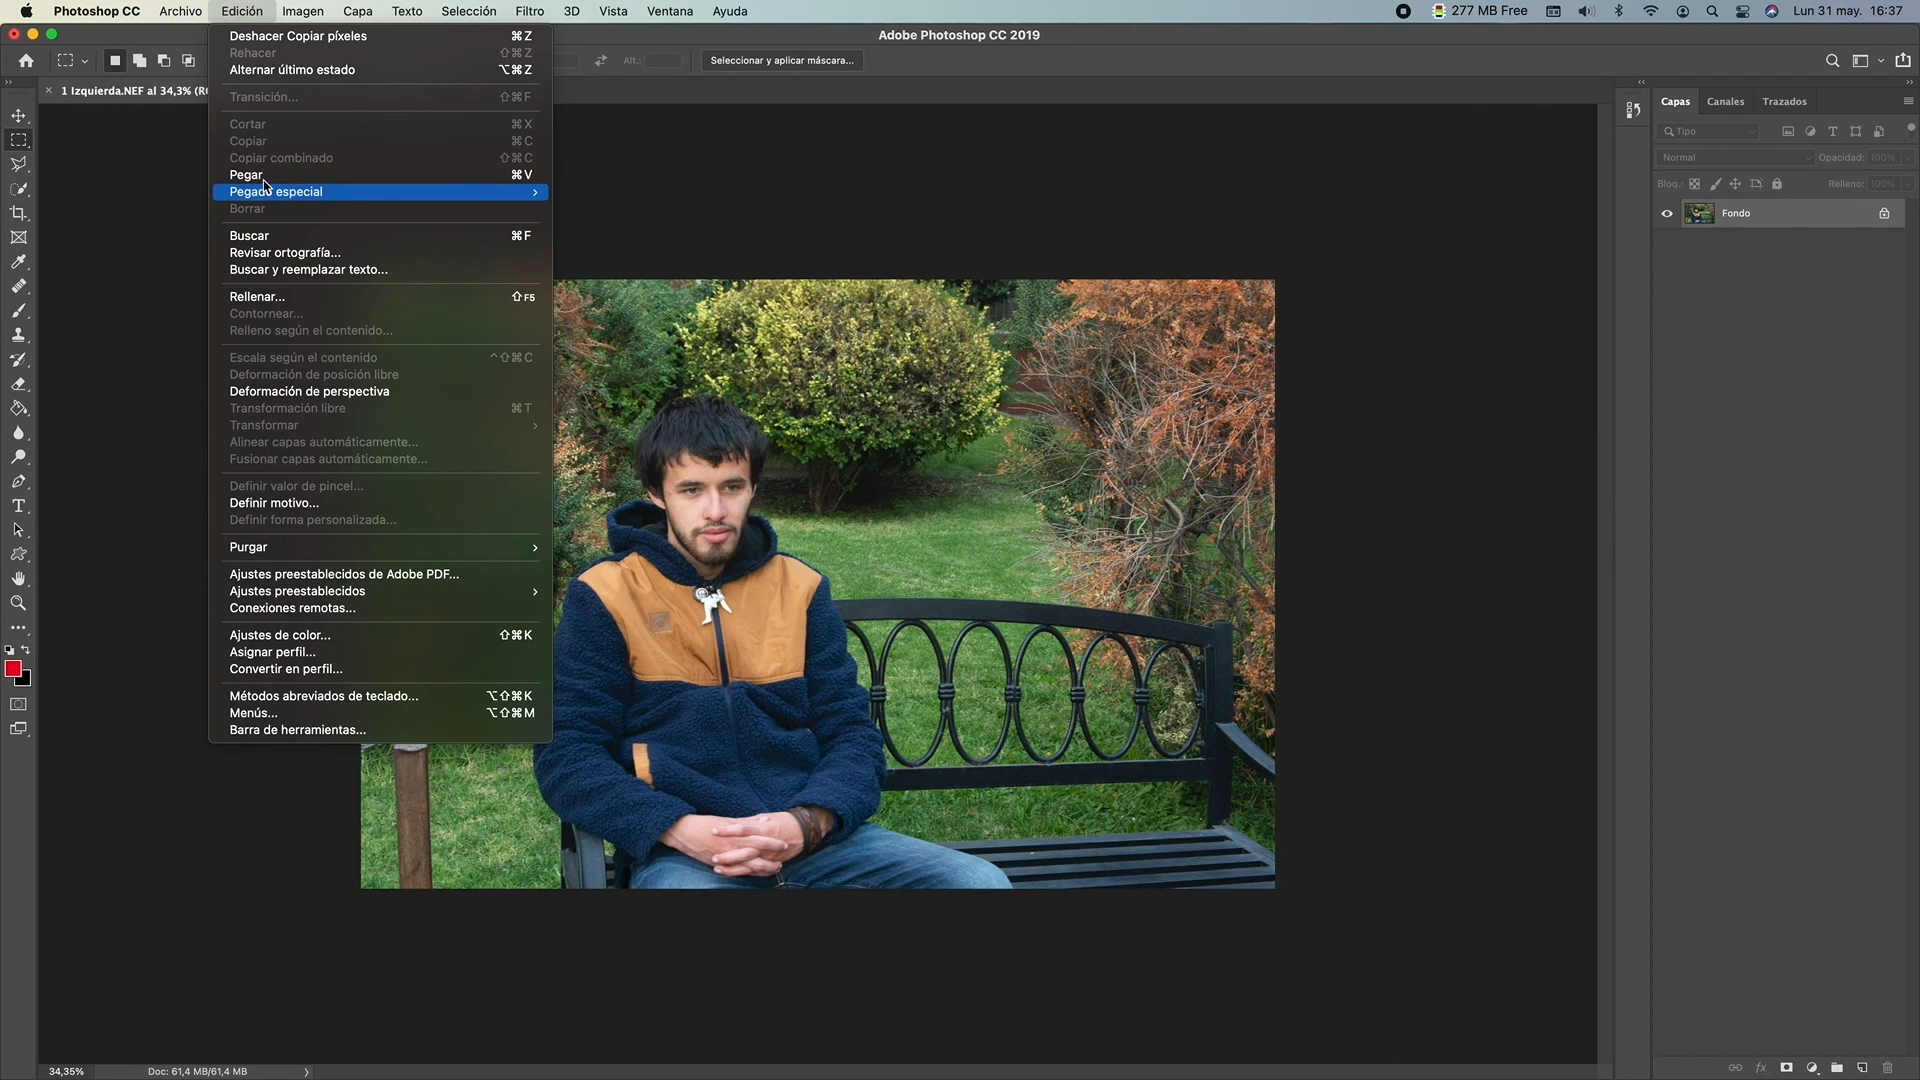 Photoshop CC Archivo Edición Imagen Capa Texto Selección Filtro 3D Vista Ventana Ayuda 277 MB Free Lun 31 may. 16:37
Adobe Photoshop CC 2019
Alt.: Seleccionar y aplicar máscara...
1 Izquierda.NEF al 34,3% (R
Deshacer Copiar píxeles ⌘Z
Rehacer ⇧⌘Z
Alternar último estado ⌥⌘Z
Transición... ⇧⌘F
Cortar ⌘X
Copiar ⌘C
Copiar combinado ⇧⌘C
Pegar ⌘V
Pegado especial
Borrar
Buscar ⌘F
Revisar ortografía...
Buscar y reemplazar texto...
Rellenar... ⇧F5
Contornear...
Relleno según el contenido...
Escala según el contenido ^⇧⌘C
Deformación de posición libre
Deformación de perspectiva
Transformación libre ⌘T
Transformar
Alinear capas automáticamente...
Fusionar capas automáticamente...
Definir valor de pincel...
Definir motivo...
Definir forma personalizada...
Purgar
Ajustes preestablecidos de Adobe PDF...
Ajustes preestablecidos
Conexiones remotas...
Ajustes de color... ⇧⌘K
Asignar perfil...
Convertir en perfil...
Métodos abreviados de teclado... ⌥⇧⌘K
Menús... ⌥⇧⌘M
Barra de herramientas...
Capas Canales Trazados
Tipo
Normal Opacidad: 100%
Bloq.: Relleno: 100%
Fondo
34,35% Doc: 61,4 MB/61,4 MB